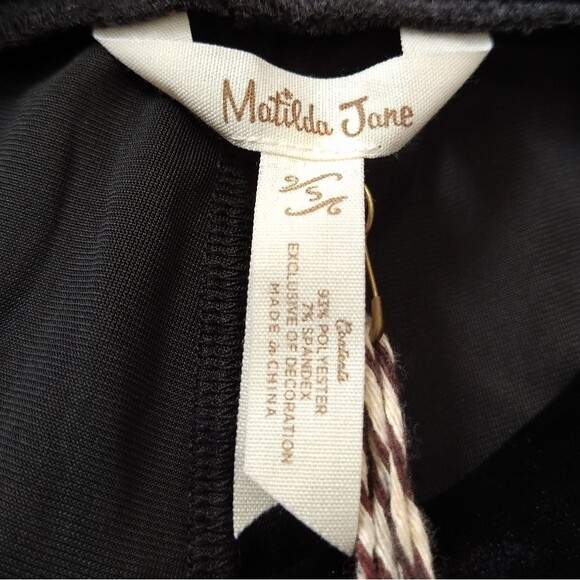 Matilda Jane
S
Contents
93% POLYESTER
7% SPANDEX
EXCLUSIVE OF DECORATION
MADE in CHINA